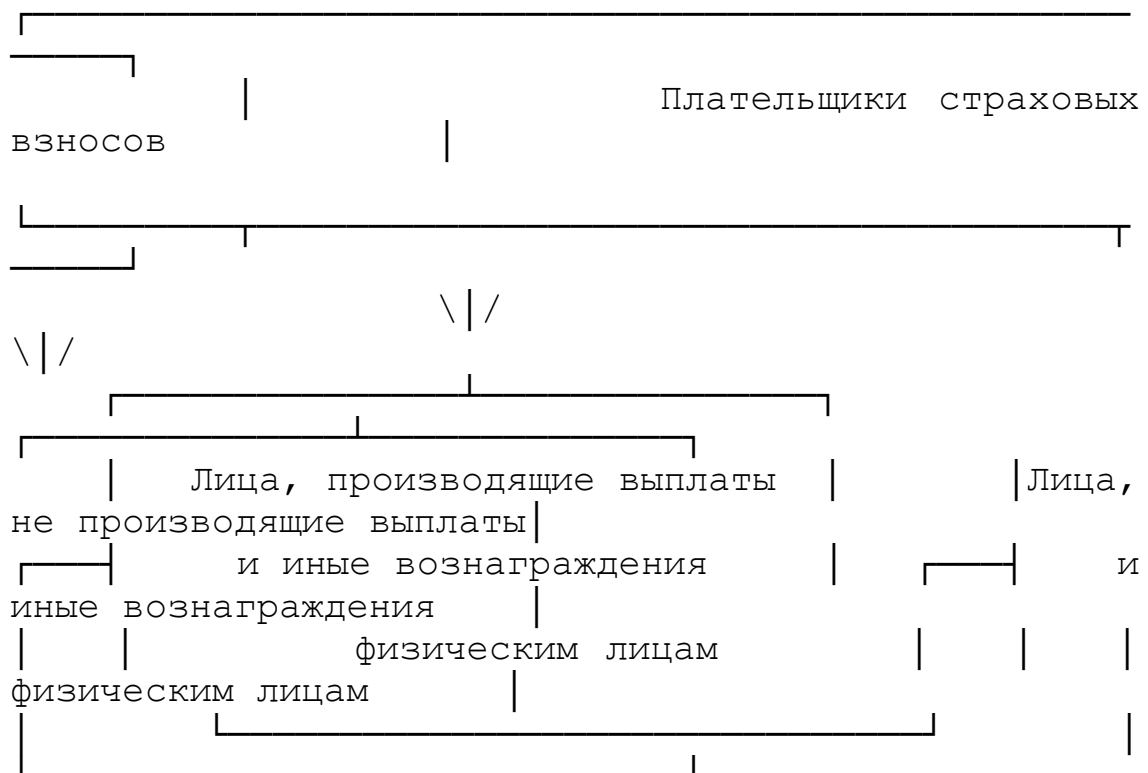 Плательщики страховых
взносов
Лица, производящие выплаты Лица,
не производящие выплаты
и иные вознаграждения и
иные вознаграждения
физическим лицам
физическим лицам